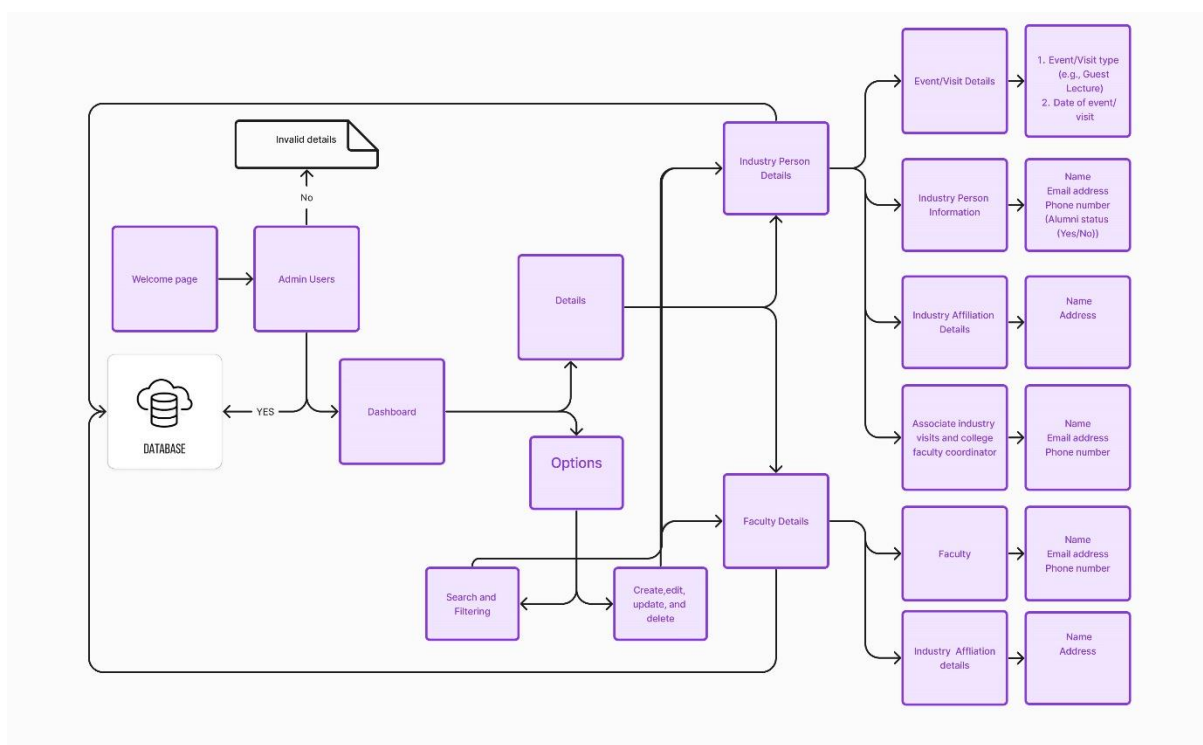 Invalid details
No
Welcome page
Admin Users
YES
DATABASE
Dashboard
Details
Options
Search and
Filtering
Create,edit,
update, and
delete
Industry Person
Details
Faculty Details
Event/Visit Details
1. Event/Visit type
(e.g., Guest
Lecture)
2. Date of event/
visit
Industry Person
Information
Name
Email address
Phone number
(Alumni status
(Yes/No))
Industry Affiliation
Details
Name
Address
Associate industry
visits and college
faculty coordinator
Name
Email address
Phone number
Faculty
Name
Email address
Phone number
Industry Affliation
details
Name
Address